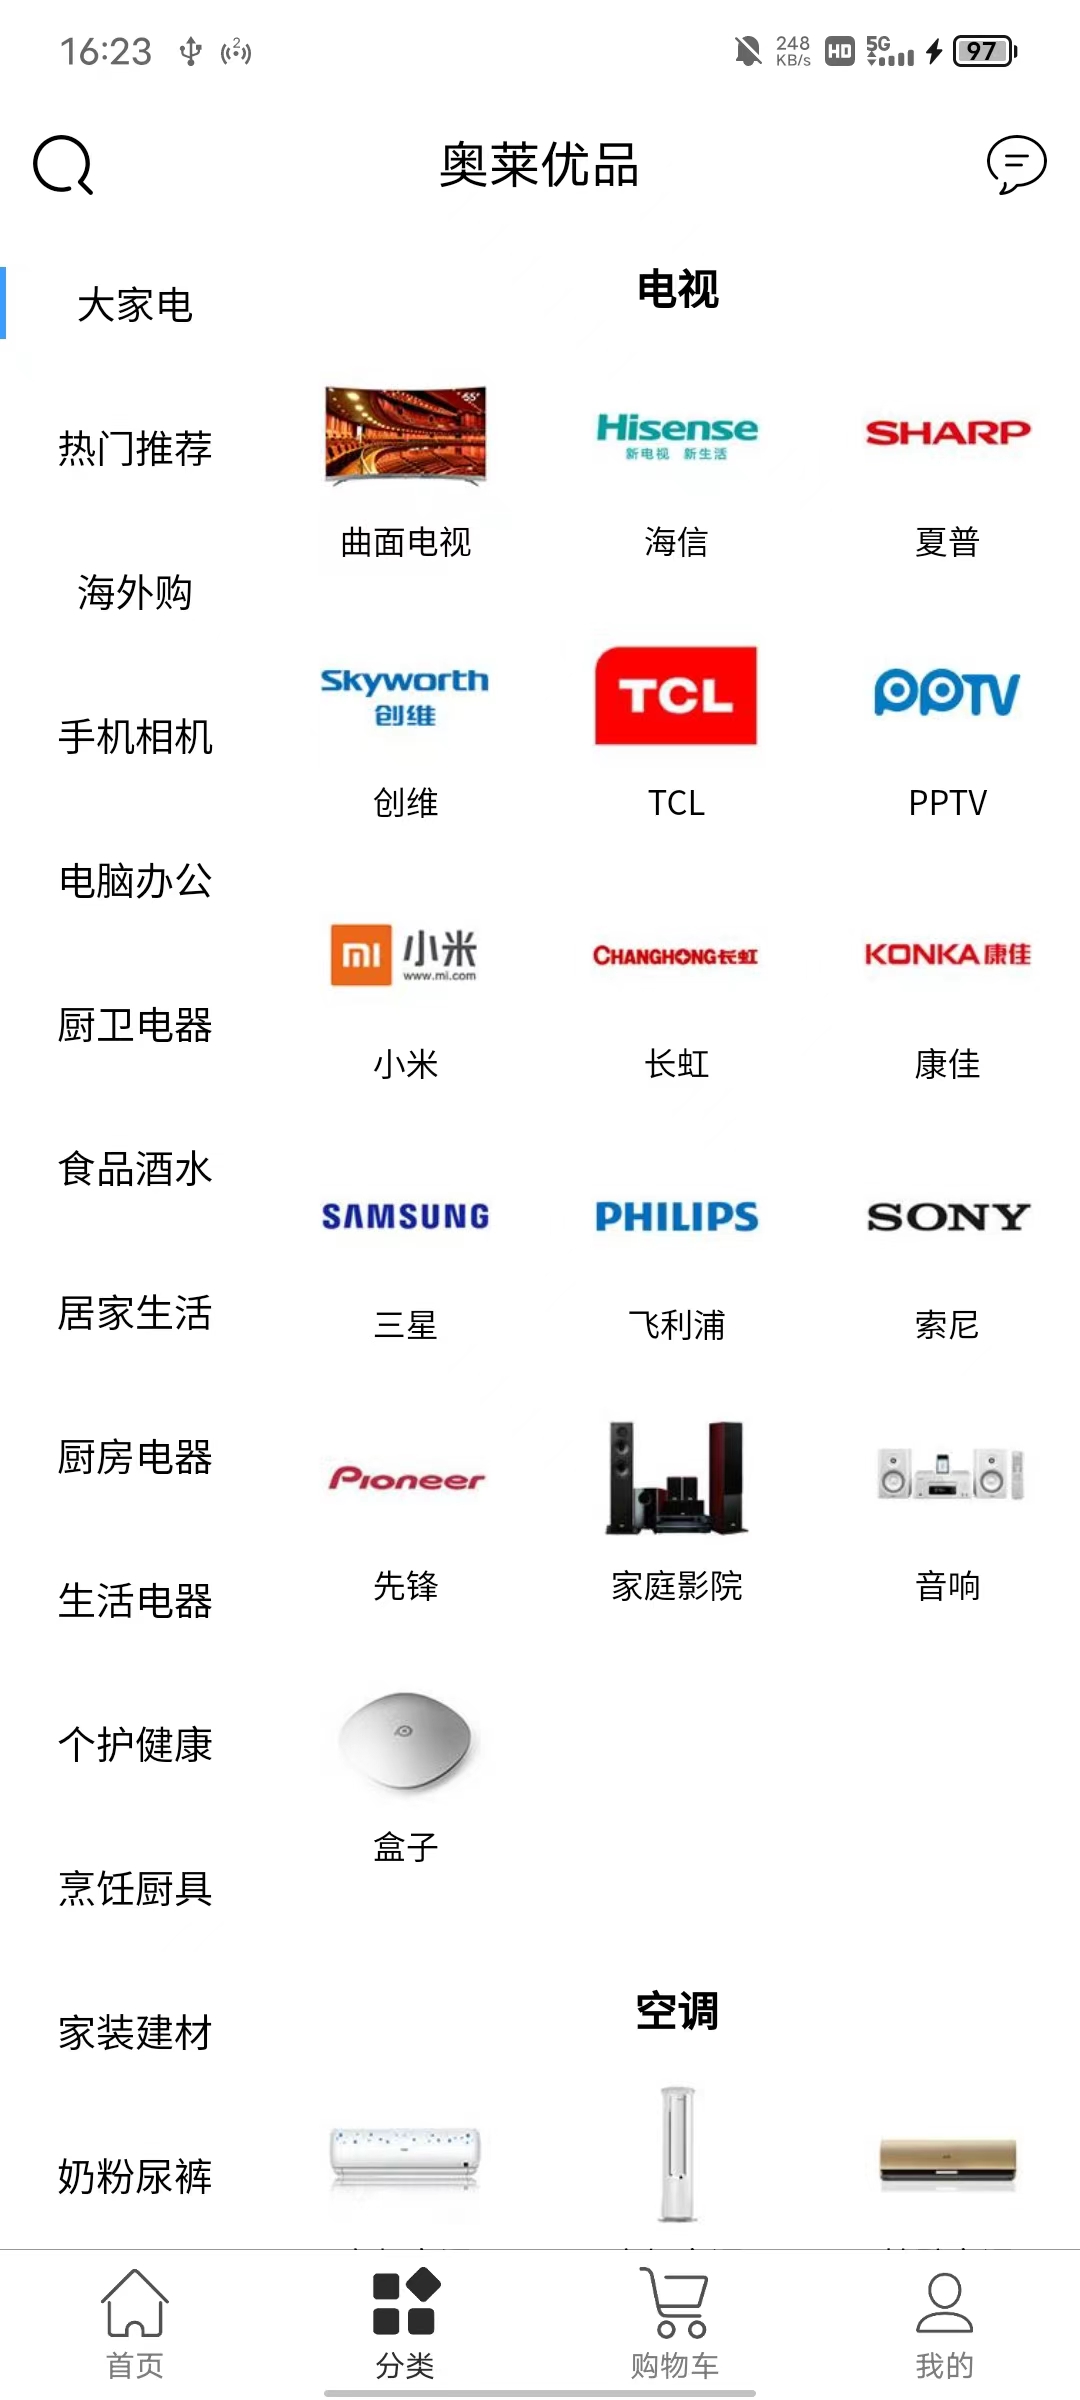 16:23
2
248
KB/s
HD
5G
97
奥莱优品
大家电
热门推荐
海外购
手机相机
电脑办公
厨卫电器
食品酒水
居家生活
厨房电器
生活电器
个护健康
烹饪厨具
家装建材
奶粉尿裤
电视
55"
Hisense
新电视 新生活
SHARP
曲面电视
海信
夏普
Skyworth
创维
TCL
PPTV
创维
TCL
PPTV
mi 小米
www.mi.com
CHANGHONG长虹
KONKA康佳
小米
长虹
康佳
SAMSUNG
PHILIPS
SONY
三星
飞利浦
索尼
Pioneer
先锋
家庭影院
音响
盒子
空调
首页
分类
购物车
我的